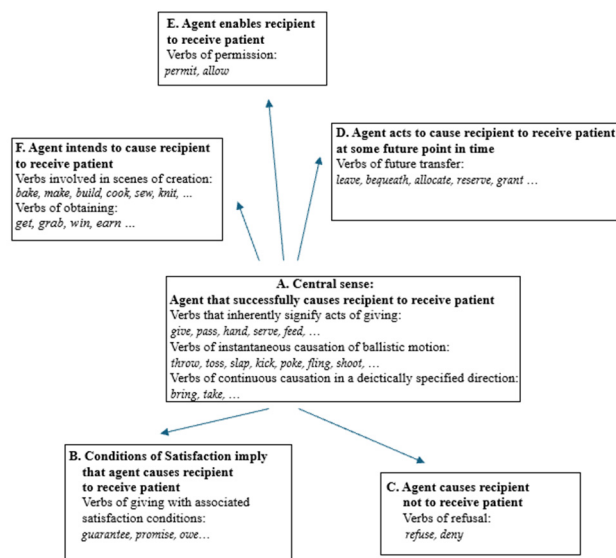 E. Agent enables recipient
to receive patient
Verbs of permission:
permit, allow
F. Agent intends to cause recipient
to receive patient
Verbs involved in scenes of creation:
bake, make, build, cook, sew, knit, ...
Verbs of obtaining:
get, grab, win, earn ...
D. Agent acts to cause recipient to receive patient
at some future point in time
Verbs of future transfer:
leave, bequeath, allocate, reserve, grant ...
A. Central sense:
Agent that successfully causes recipient to receive patient
Verbs that inherently signify acts of giving:
give, pass, hand, serve, feed, ...
Verbs of instantaneous causation of ballistic motion:
throw, toss, slap, kick, poke, fling, shoot, ...
Verbs of continuous causation in a deictically specified direction:
bring, take, ...
B. Conditions of Satisfaction imply
that agent causes recipient
to receive patient
Verbs of giving with associated
satisfaction conditions:
guarantee, promise, owe...
C. Agent causes recipient
not to receive patient
Verbs of refusal:
refuse, deny